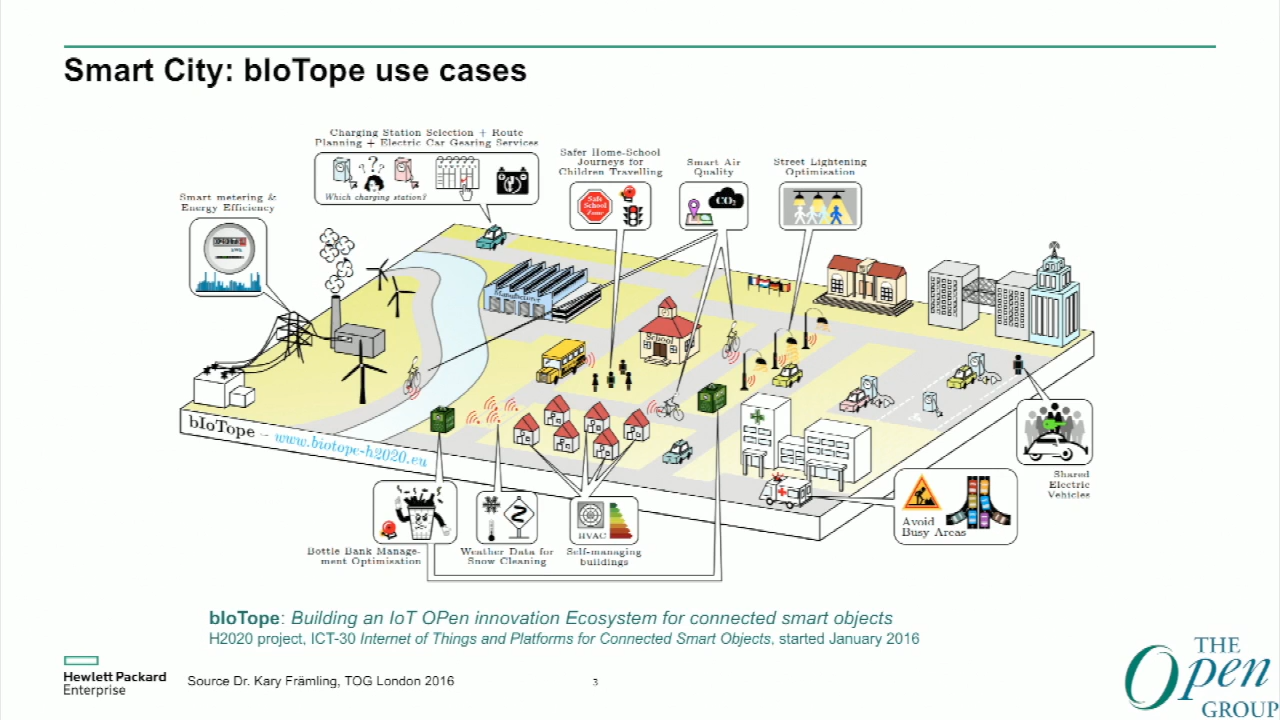 Smart City: bIoTope use cases
Charging Station Selection + Route
Planning + Electric Car Gearing Services
Which charging station?
Safer Home-School
Journeys for
Children Travelling
Safe
School
Zone
Smart Air
Quality
CO2
Street Lightening
Optimisation
Smart metering &
Energy Efficiency
Manufacture
School
bIoTope – www.biotope-h2020.eu
Shared
Electric
Vehicles
Avoid
Busy Areas
HVAC
Bottle Bank Manage-
ment Optimisation
Weather Data for
Snow Cleaning
Self-managing
buildings
bIoTope: Building an IoT OPen innovation Ecosystem for connected smart objects
H2020 project, ICT-30 Internet of Things and Platforms for Connected Smart Objects, started January 2016
Hewlett Packard
Enterprise
Source Dr. Kary Främling, TOG London 2016
3
THE
Open
GROUP